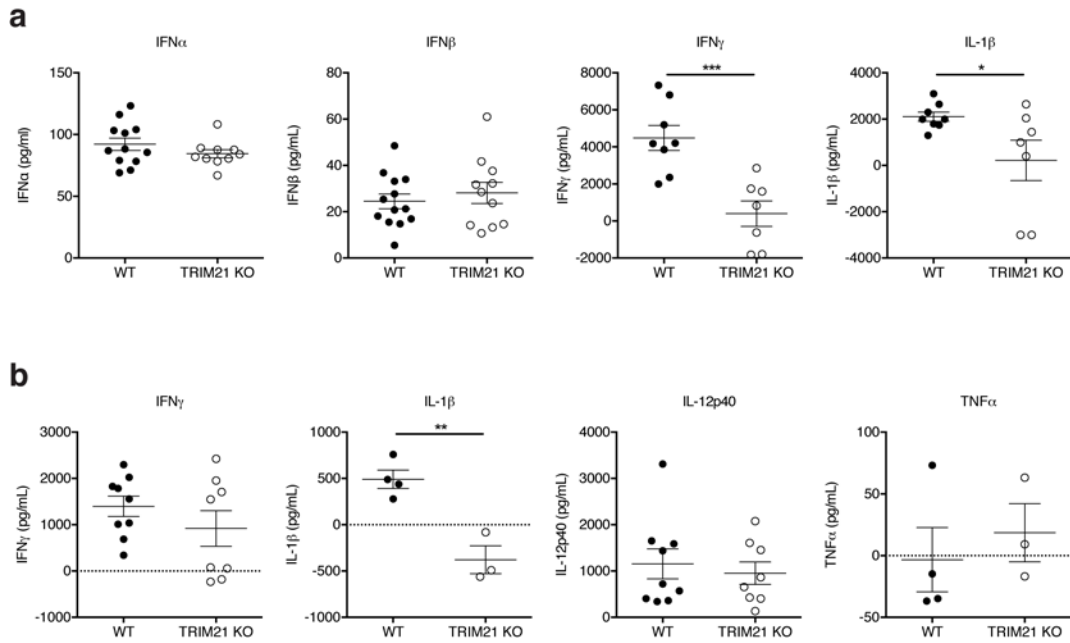 a
IFNα
IFNα (pg/ml)
150
100
50
0
WT
TRIM21 KO
IFNβ
IFNβ (pg/mL)
80
60
40
20
0
WT
TRIM21 KO
IFNγ
***
IFNγ (pg/mL)
8000
6000
4000
2000
0
-2000
WT
TRIM21 KO
IL-1β
*
IL-1β (pg/mL)
4000
2000
0
-2000
-4000
WT
TRIM21 KO
b
IFNγ
IFNγ (pg/mL)
3000
2000
1000
0
-1000
WT
TRIM21 KO
IL-1β
**
IL-1β (pg/mL)
1000
500
0
-500
-1000
WT
TRIM21 KO
IL-12p40
IL-12p40 (pg/mL)
4000
3000
2000
1000
0
WT
TRIM21 KO
TNFα
TNFα (pg/mL)
100
50
0
-50
WT
TRIM21 KO